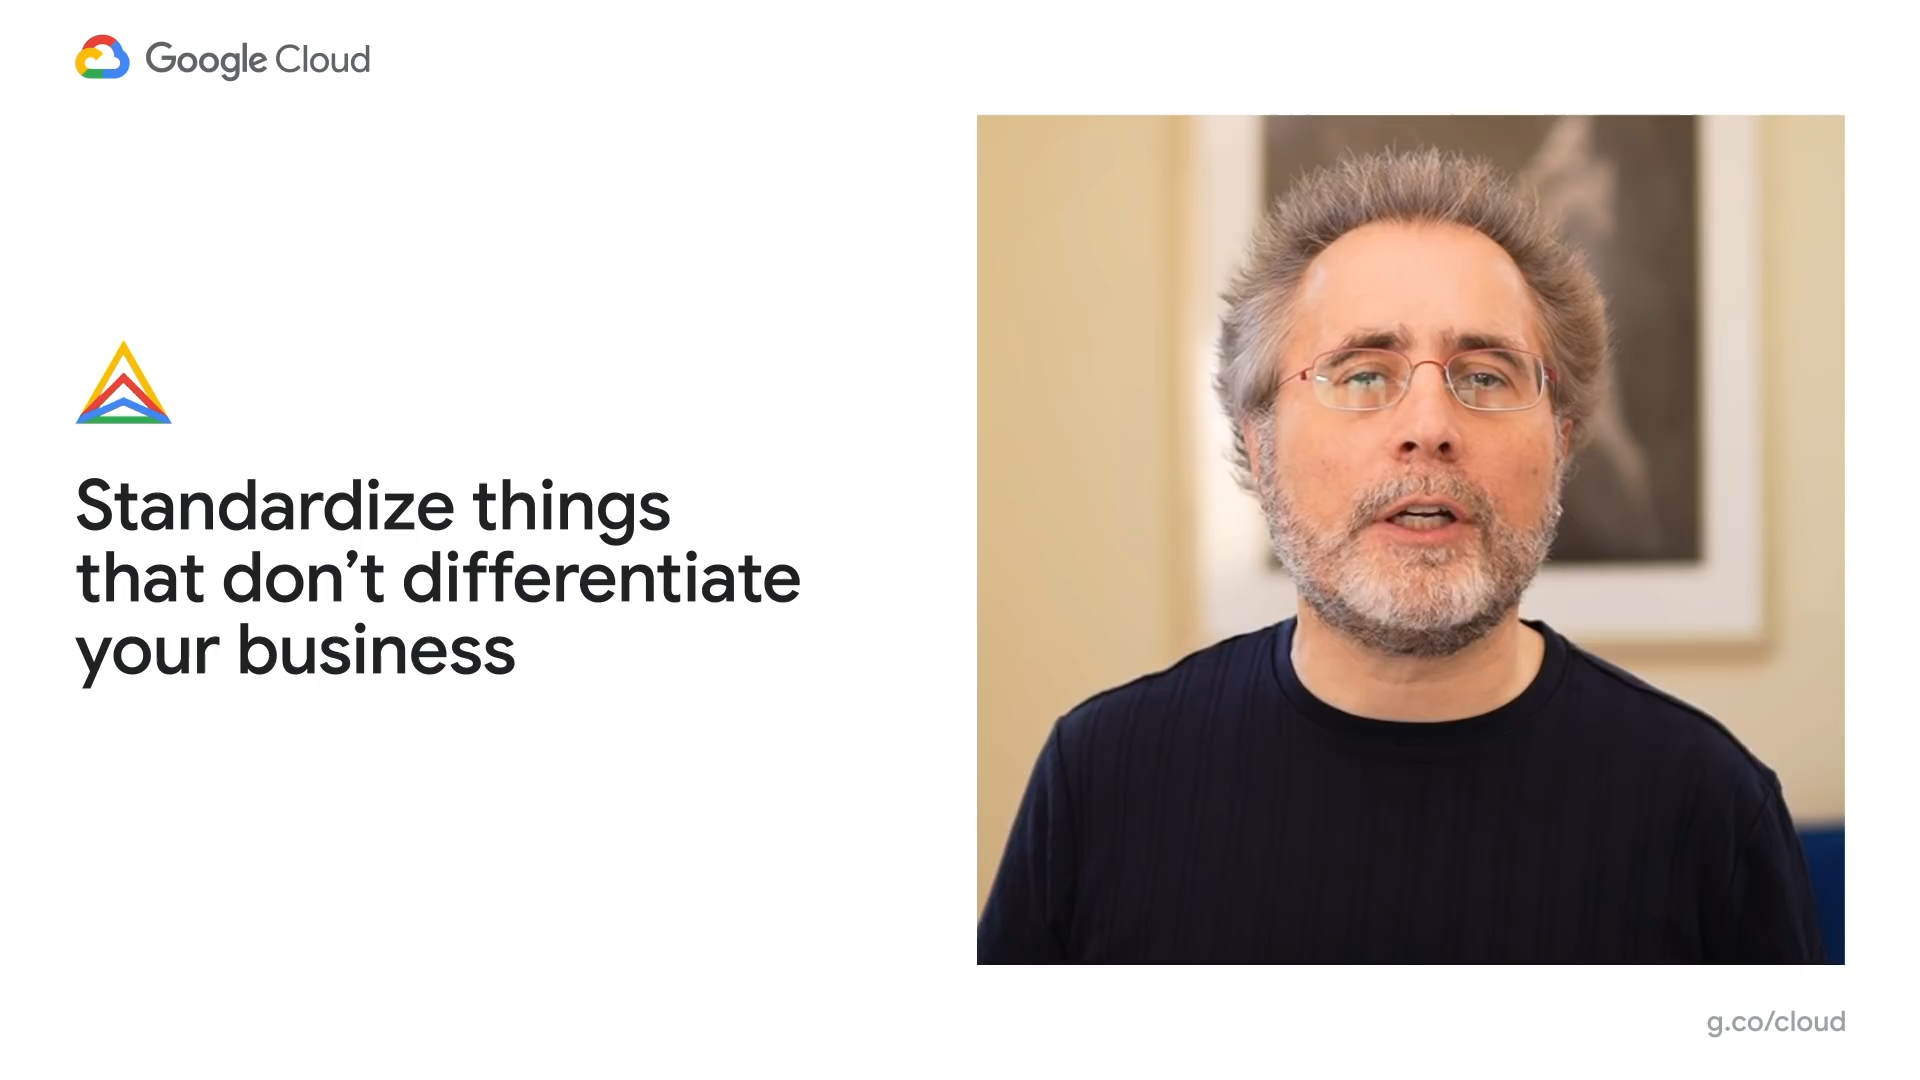 Google Cloud
Standardize things
that don’t differentiate
your business
g.co/cloud